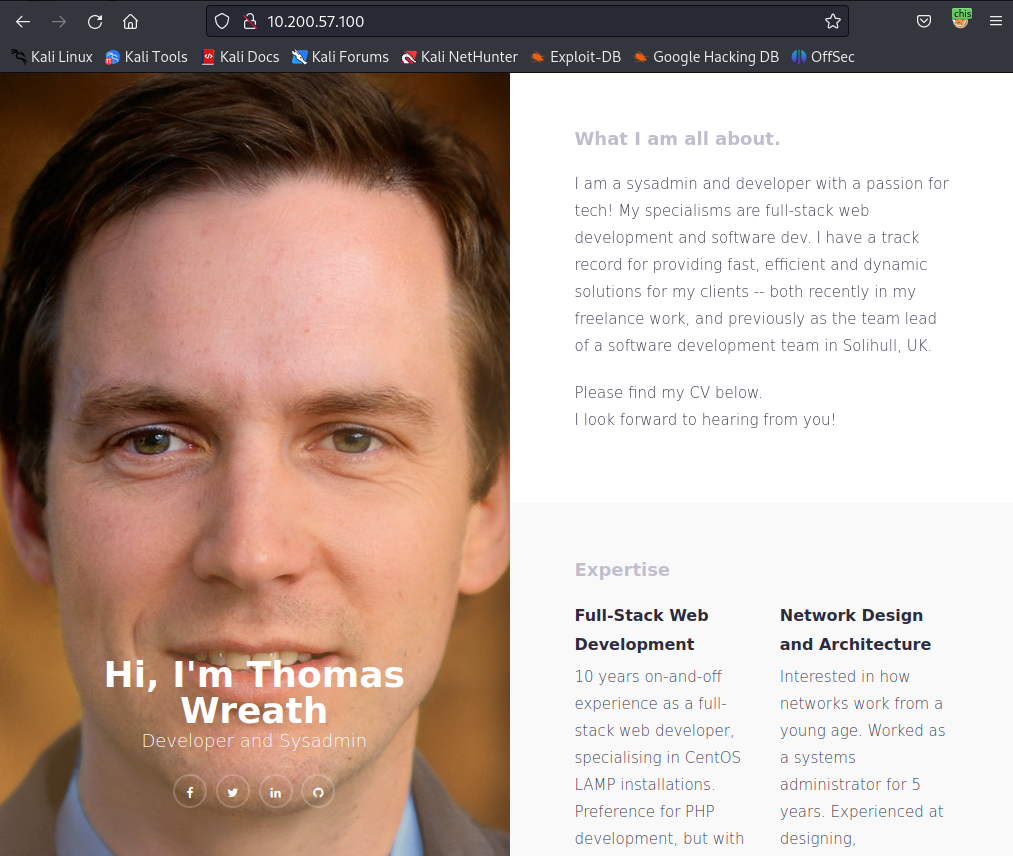 10.200.57.100
chis
Kali Linux
Kali Tools
Kali Docs
Kali Forums
Kali NetHunter
Exploit-DB
Google Hacking DB
OffSec
Hi, I'm Thomas
Wreath
Developer and Sysadmin
What I am all about.
I am a sysadmin and developer with a passion for
tech! My specialisms are full-stack web
development and software dev. I have a track
record for providing fast, efficient and dynamic
solutions for my clients -- both recently in my
freelance work, and previously as the team lead
of a software development team in Solihull, UK.
Please find my CV below.
I look forward to hearing from you!
Expertise
Full-Stack Web
Development
10 years on-and-off
experience as a full-
stack web developer,
specialising in CentOS
LAMP installations.
Preference for PHP
development, but with
Network Design
and Architecture
Interested in how
networks work from a
young age. Worked as
a systems
administrator for 5
years. Experienced at
designing,